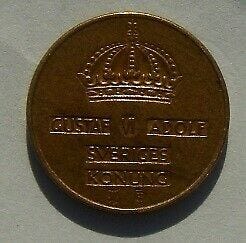 GUSTAF VI ADOLF
SVERIGES
KONUNG